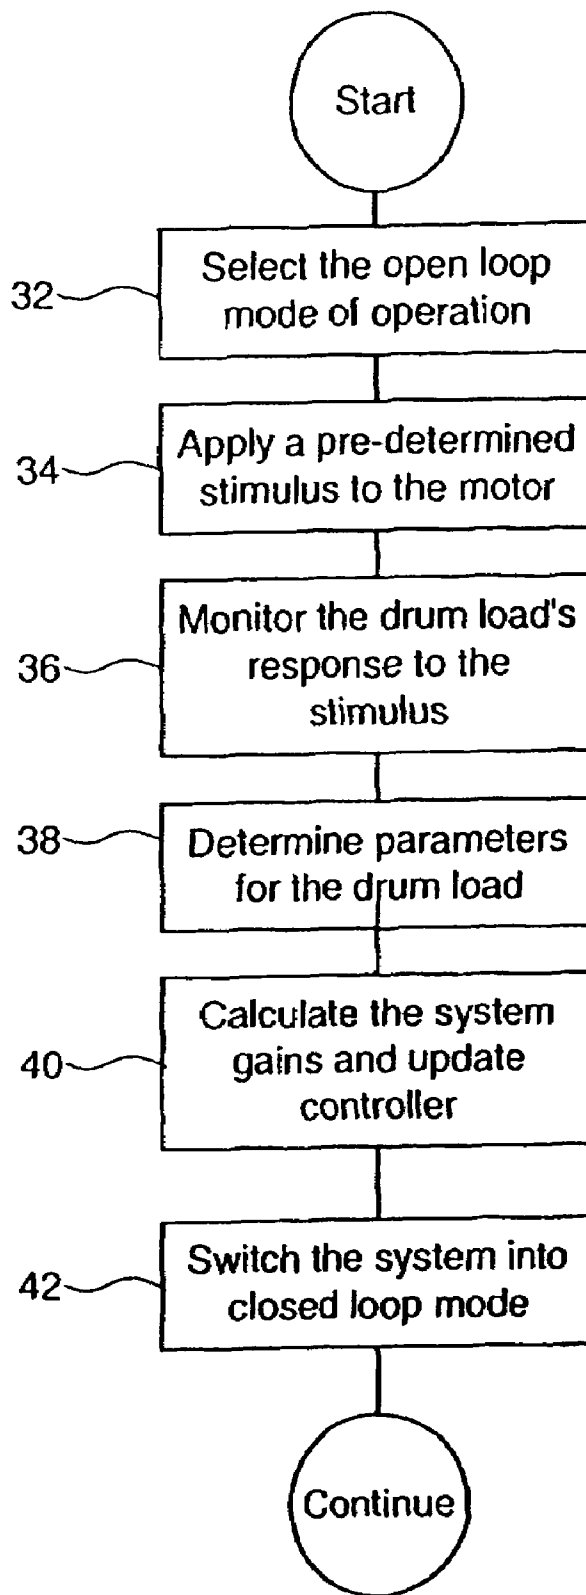 Start
32
Select the open loop
mode of operation
34
Apply a pre-determined
stimulus to the motor
36
Monitor the drum load's
response to the
stimulus
38
Determine parameters
for the drum load
40
Calculate the system
gains and update
controller
42
Switch the system into
closed loop mode
Continue